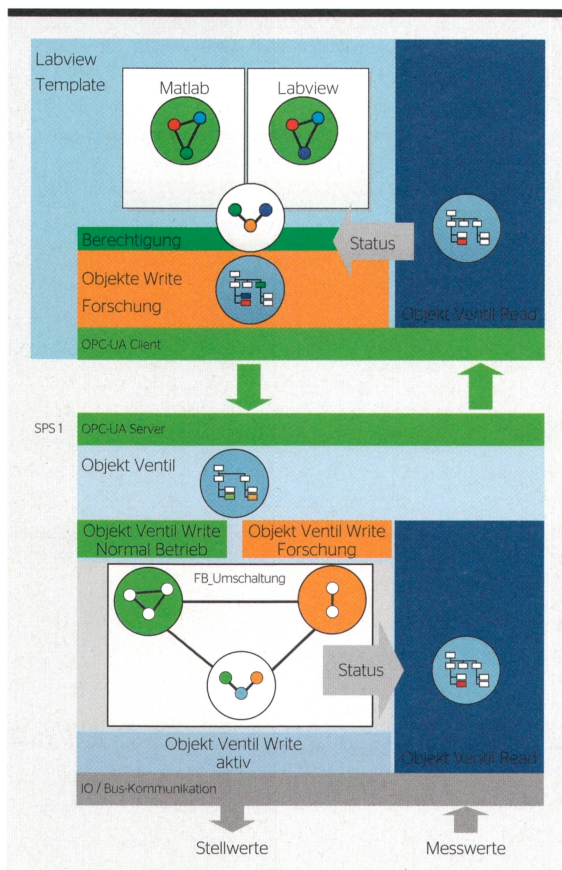 Labview
Template
Matlab
Labview
Berechtigung
Status
Objekte Write
Forschung
Objekt Ventil Read
OPC-UA Client
SPS 1
OPC-UA Server
Objekt Ventil
Objekt Ventil Write
Normal Betrieb
Objekt Ventil Write
Forschung
FB_Umschaltung
Status
Objekt Ventil Write
aktiv
Objekt Ventil Read
IO / Bus-Kommunikation
Stellwerte
Messwerte